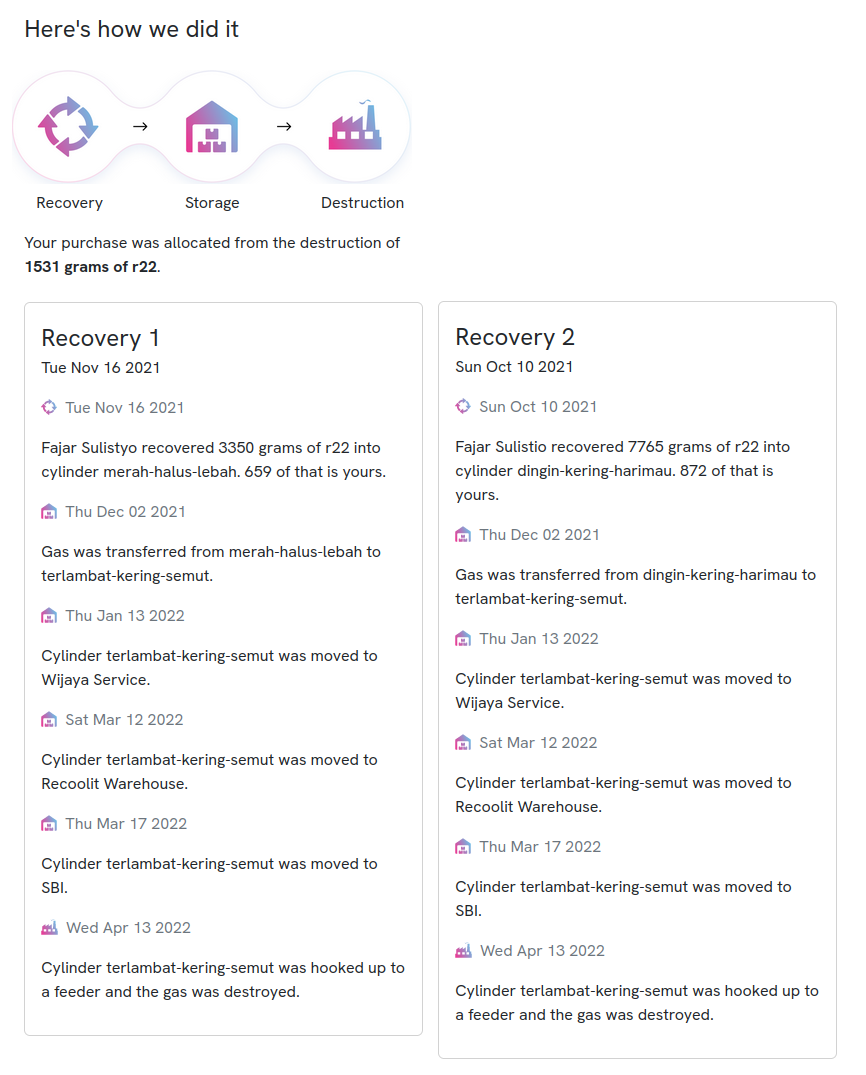 Here's how we did it
→ →
Recovery Storage Destruction
Your purchase was allocated from the destruction of
1531 grams of r22.
Recovery 1
Tue Nov 16 2021
Tue Nov 16 2021
Fajar Sulistyo recovered 3350 grams of r22 into
cylinder merah-halus-lebah. 659 of that is yours.
Thu Dec 02 2021
Gas was transferred from merah-halus-lebah to
terlambat-kering-semut.
Thu Jan 13 2022
Cylinder terlambat-kering-semut was moved to
Wijaya Service.
Sat Mar 12 2022
Cylinder terlambat-kering-semut was moved to
Recoolit Warehouse.
Thu Mar 17 2022
Cylinder terlambat-kering-semut was moved to
SBI.
Wed Apr 13 2022
Cylinder terlambat-kering-semut was hooked up to
a feeder and the gas was destroyed.
Recovery 2
Sun Oct 10 2021
Sun Oct 10 2021
Fajar Sulistio recovered 7765 grams of r22 into
cylinder dingin-kering-harimau. 872 of that is
yours.
Thu Dec 02 2021
Gas was transferred from dingin-kering-harimau to
terlambat-kering-semut.
Thu Jan 13 2022
Cylinder terlambat-kering-semut was moved to
Wijaya Service.
Sat Mar 12 2022
Cylinder terlambat-kering-semut was moved to
Recoolit Warehouse.
Thu Mar 17 2022
Cylinder terlambat-kering-semut was moved to
SBI.
Wed Apr 13 2022
Cylinder terlambat-kering-semut was hooked up to
a feeder and the gas was destroyed.